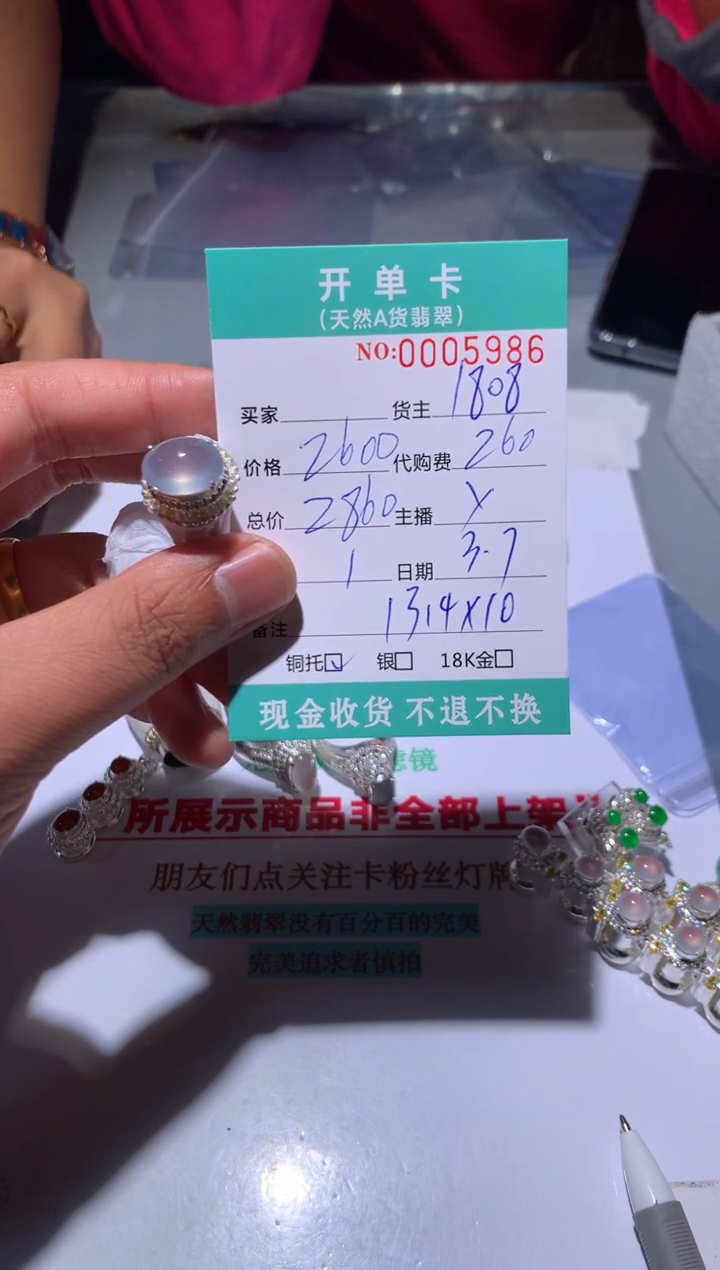 开单卡
(天然A货翡翠)
NO:0005986
买家 货主 1808
价格 2600 代购费 260
总价 2860 主播 Y
1 日期 3.7
备注 1314x10
铜托☑ 银☐ 18K金☐
现金收货 不退不换
滤镜
所展示商品非全部上架
朋友们点关注卡粉丝灯牌
天然翡翠没有百分百的完美
完美追求者慎拍